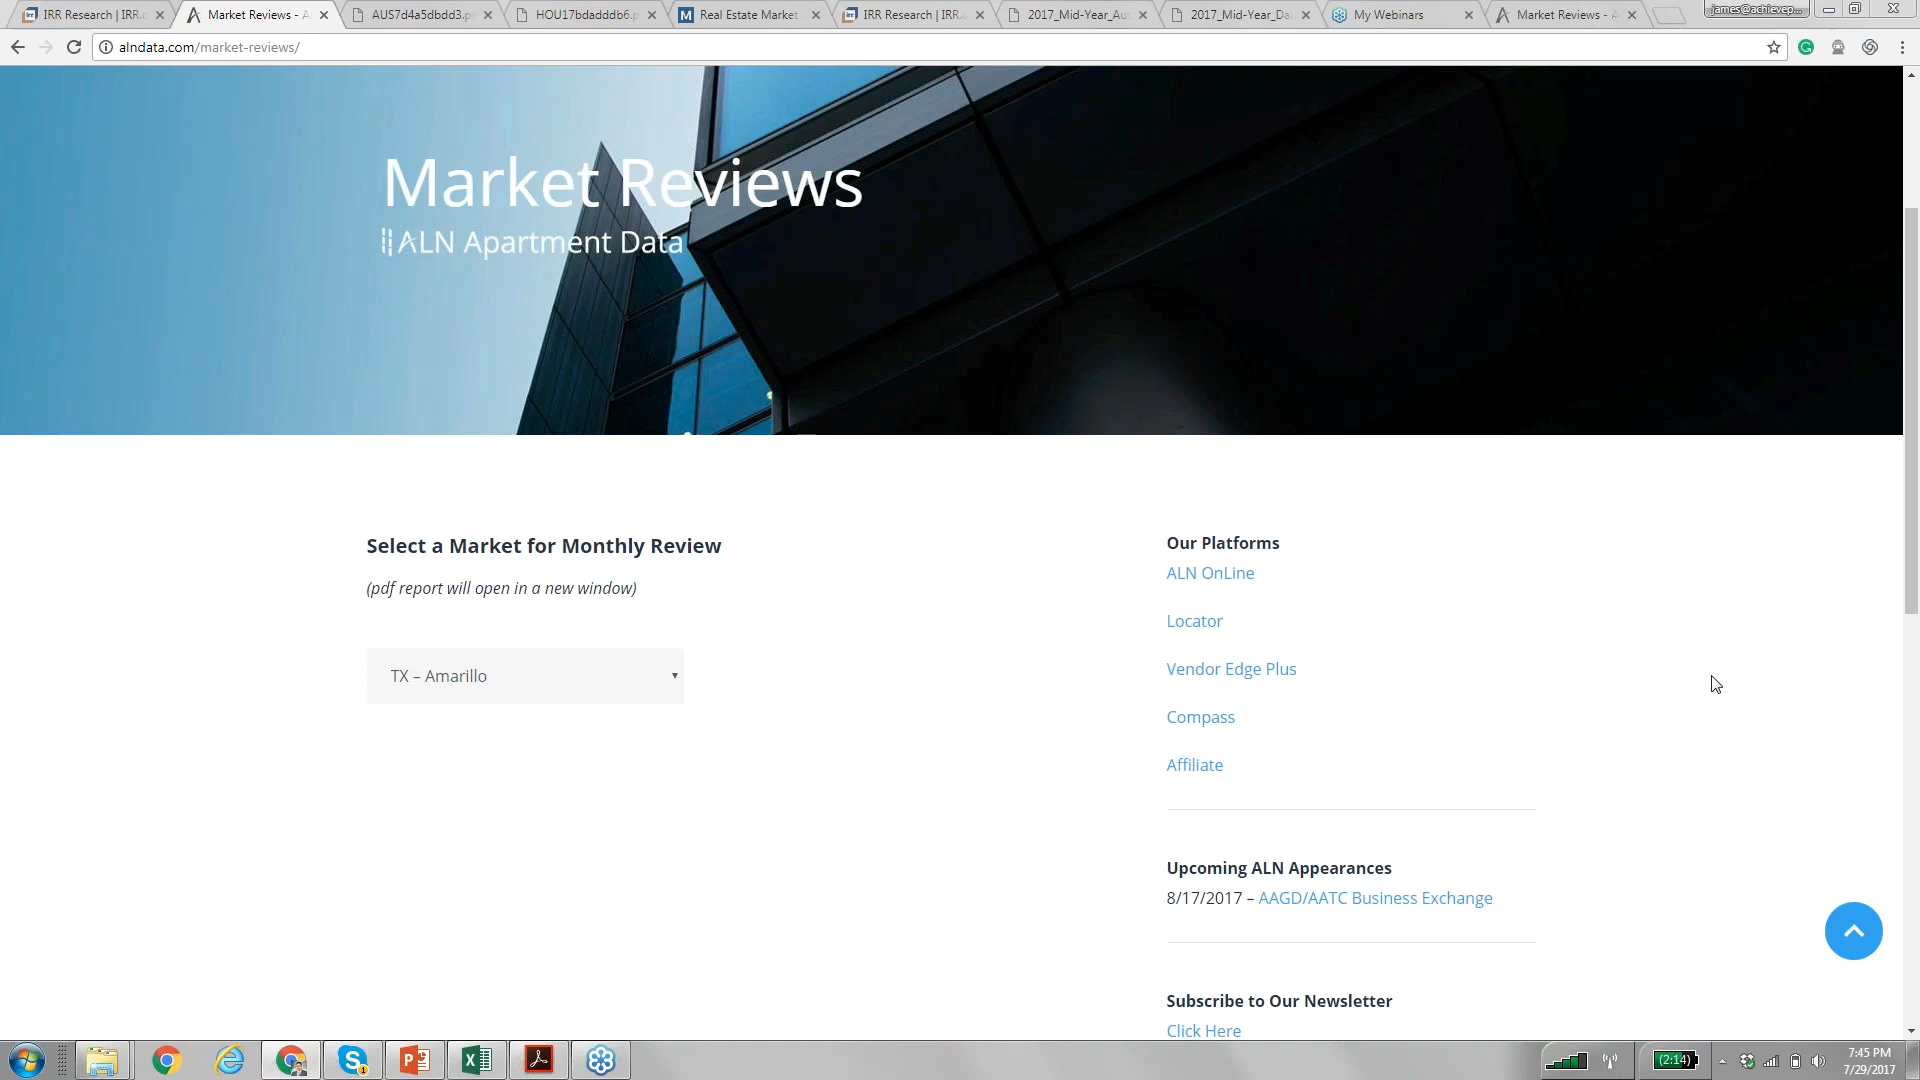 IRR Research | IRR.c
Market Reviews - A
AUS7d4a5dbdd3.p
HOU17bdadddb6.p
M Real Estate Market
IRR Research | IRR.
2017_Mid-Year_Au
2017_Mid-Year_Da
My Webinars
Market Reviews - A
james@achievep...
alndata.com/market-reviews/
Market Reviews
ALN Apartment Data
Select a Market for Monthly Review
(pdf report will open in a new window)
TX – Amarillo
Our Platforms
ALN OnLine
Locator
Vendor Edge Plus
Compass
Affiliate
Upcoming ALN Appearances
8/17/2017 – AAGD/AATC Business Exchange
Subscribe to Our Newsletter
Click Here
(2:14)
7:45 PM
7/29/2017